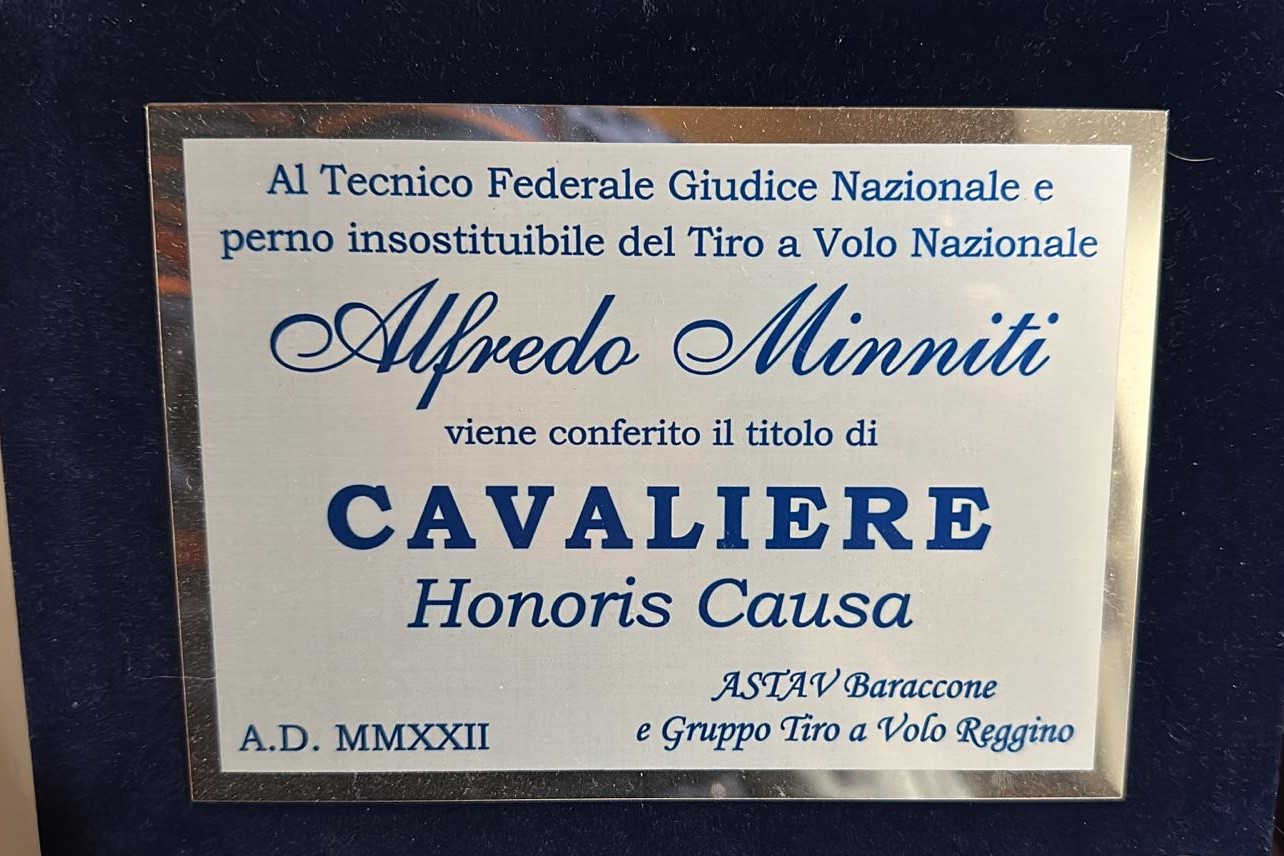 Al Tecnico Federale Giudice Nazionale e
perno insostituibile del Tiro a Volo Nazionale
Alfredo Minniti
viene conferito il titolo di
CAVALIERE
Honoris Causa
ASTAV Baraccone
e Gruppo Tiro a Volo Reggino
A.D. MMXXII